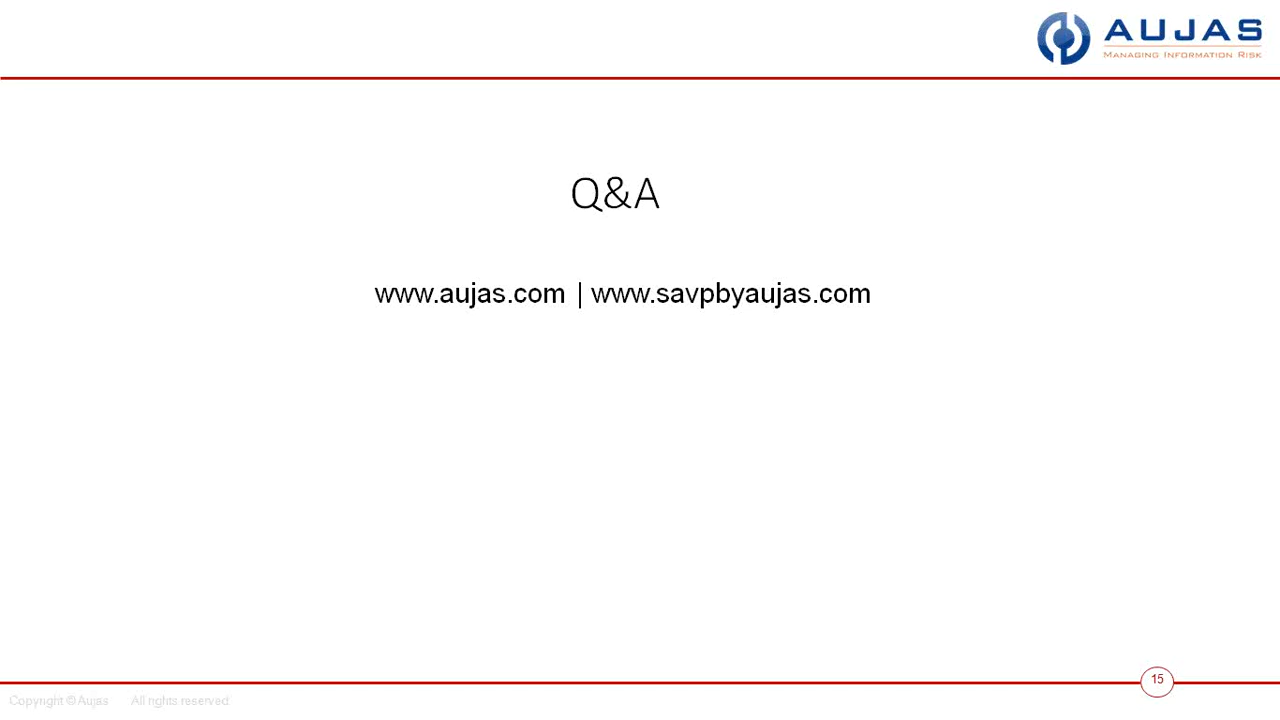 AUJAS
Managing Information Risk
Q&A
www.aujas.com | www.savpbyaujas.com
15
Copyright © Aujas All rights reserved